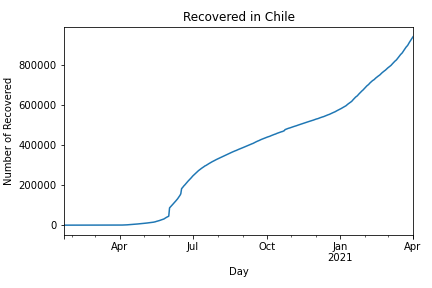 Recovered in Chile
Number of Recovered
800000
600000
400000
200000
0
Apr Jul Oct Jan Apr
2021
Day